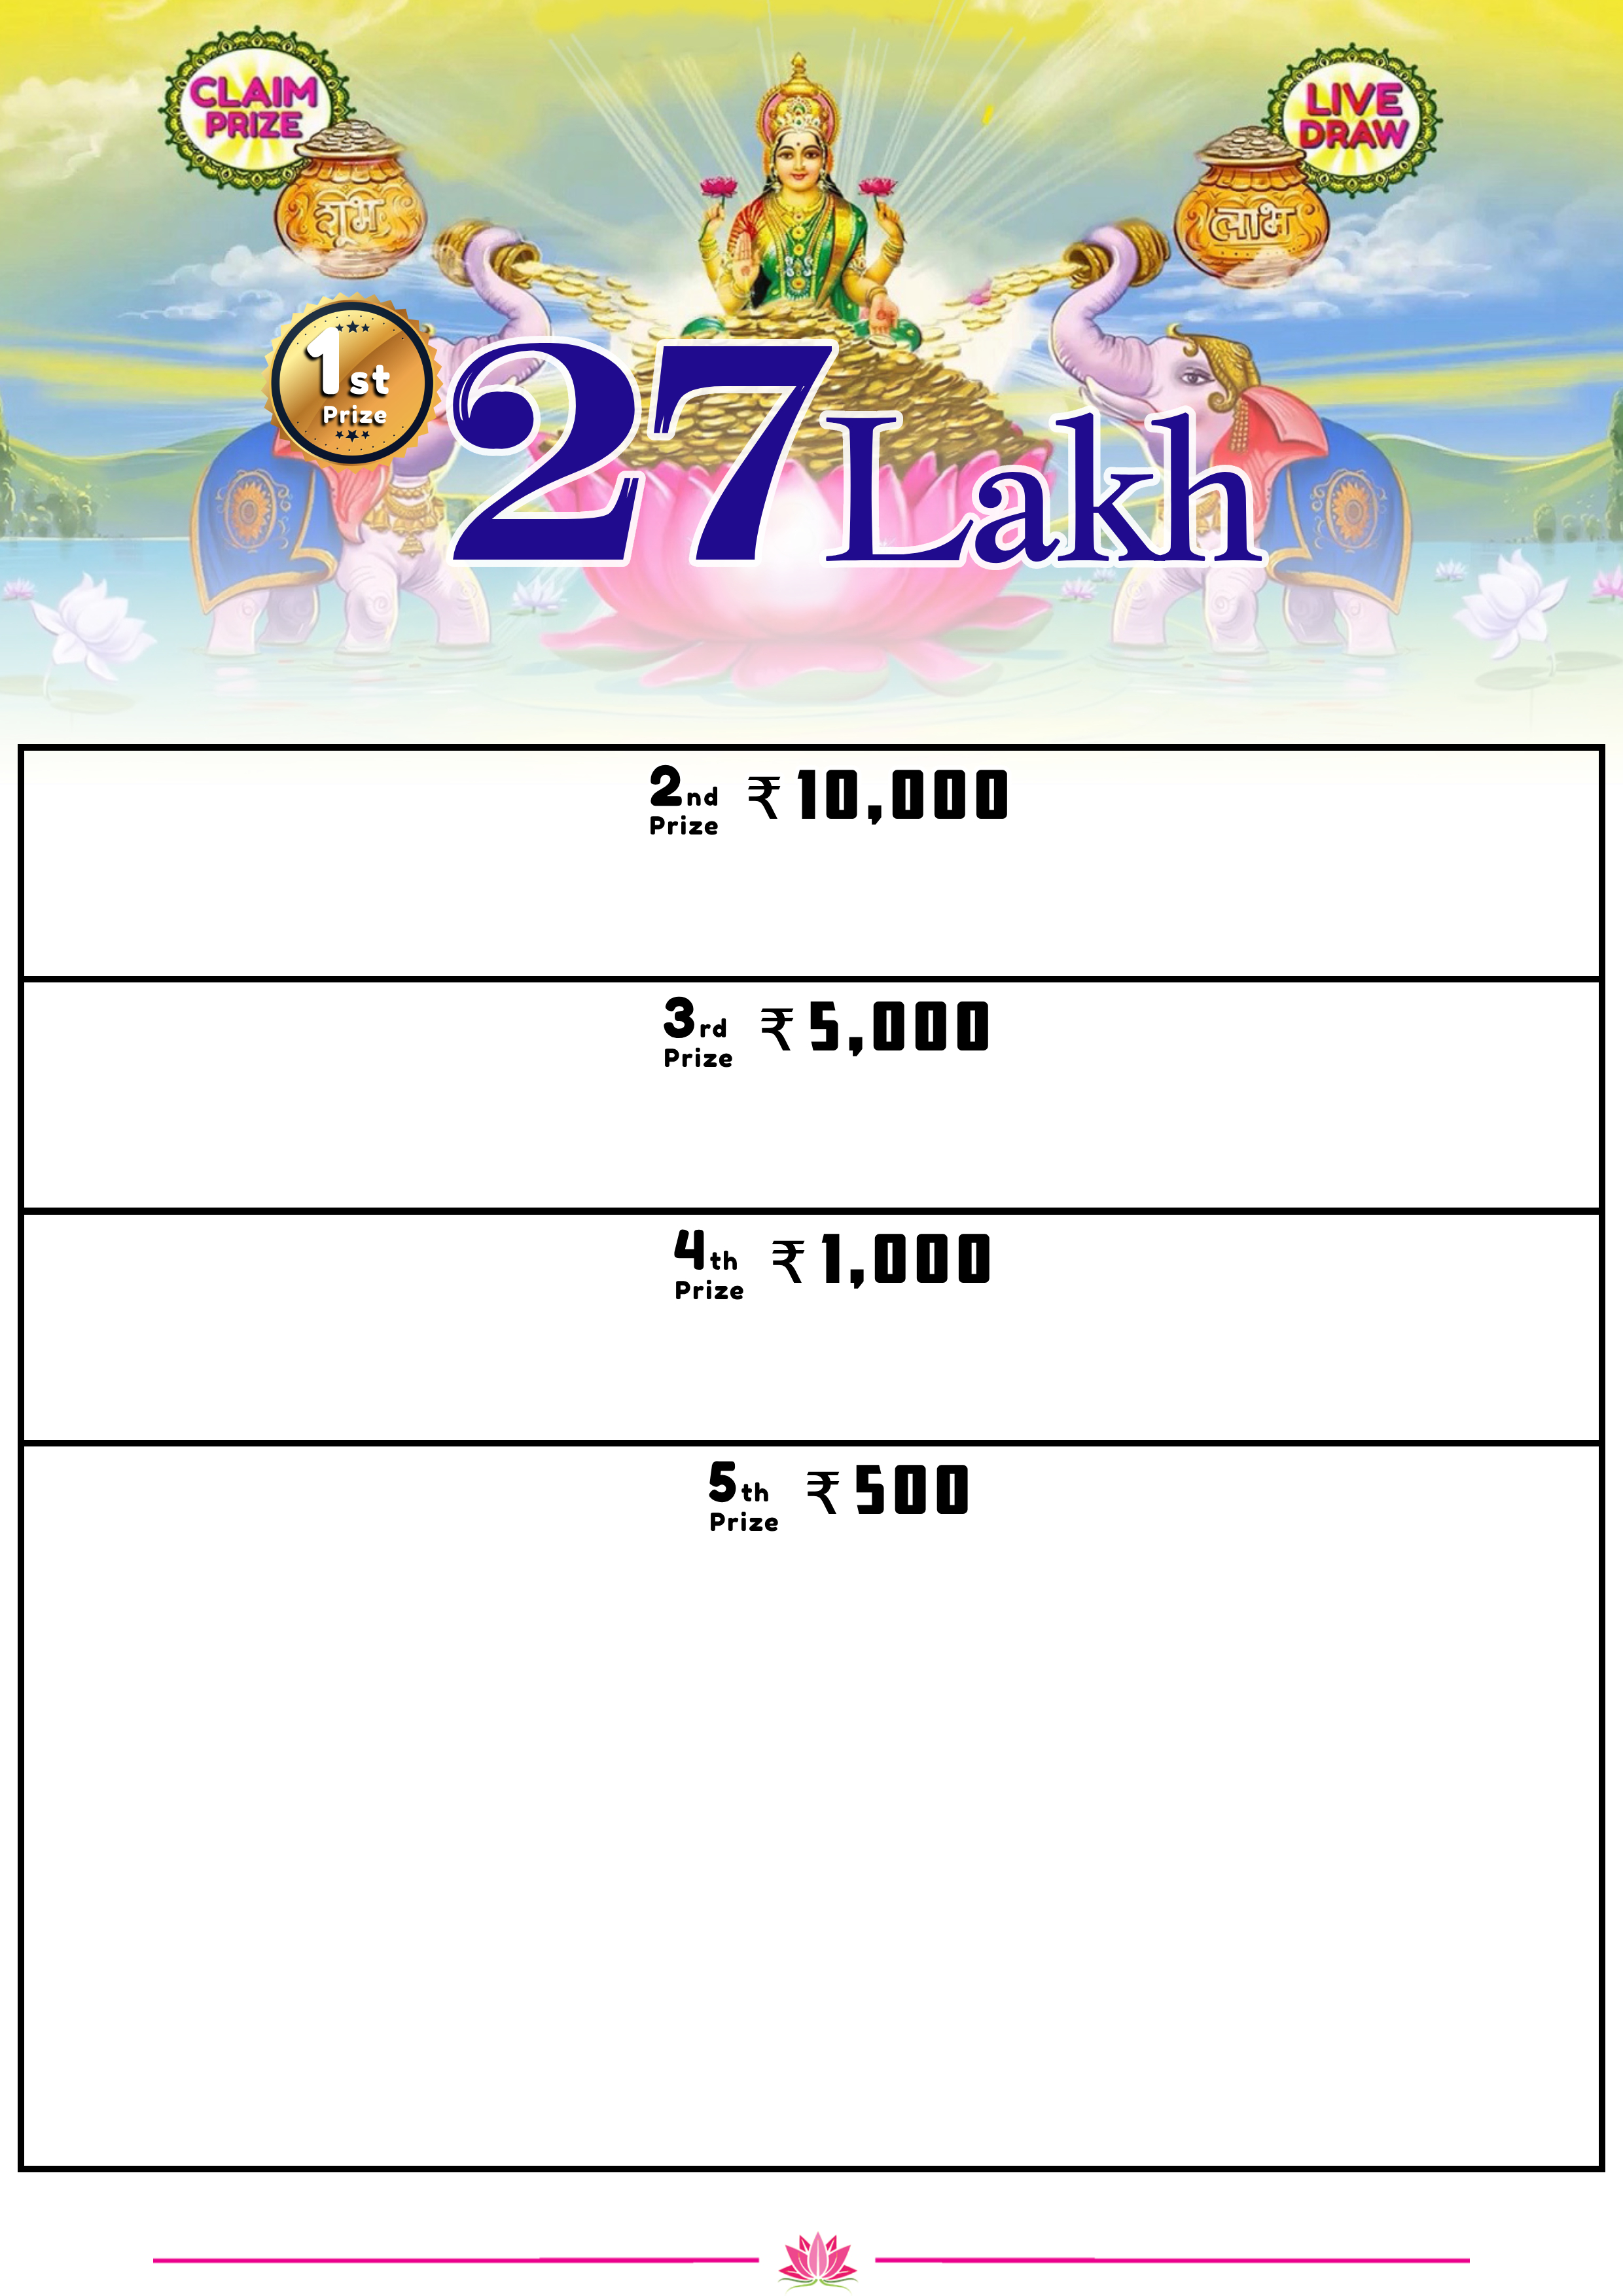 CLAIM
PRIZE
LIVE
DRAW
शुभ
लाभ
1st
Prize
27 Lakh
2nd
Prize
₹ 10,000
3rd
Prize
₹ 5,000
4th
Prize
₹ 1,000
5th
Prize
₹ 500